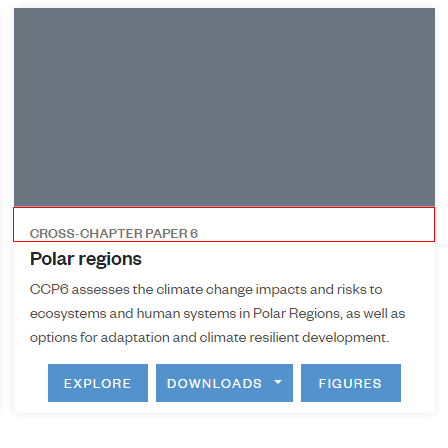 CROSS-CHAPTER PAPER 6
Polar regions
CCP6 assesses the climate change impacts and risks to
ecosystems and human systems in Polar Regions, as well as
options for adaptation and climate resilient development.
EXPLORE DOWNLOADS FIGURES